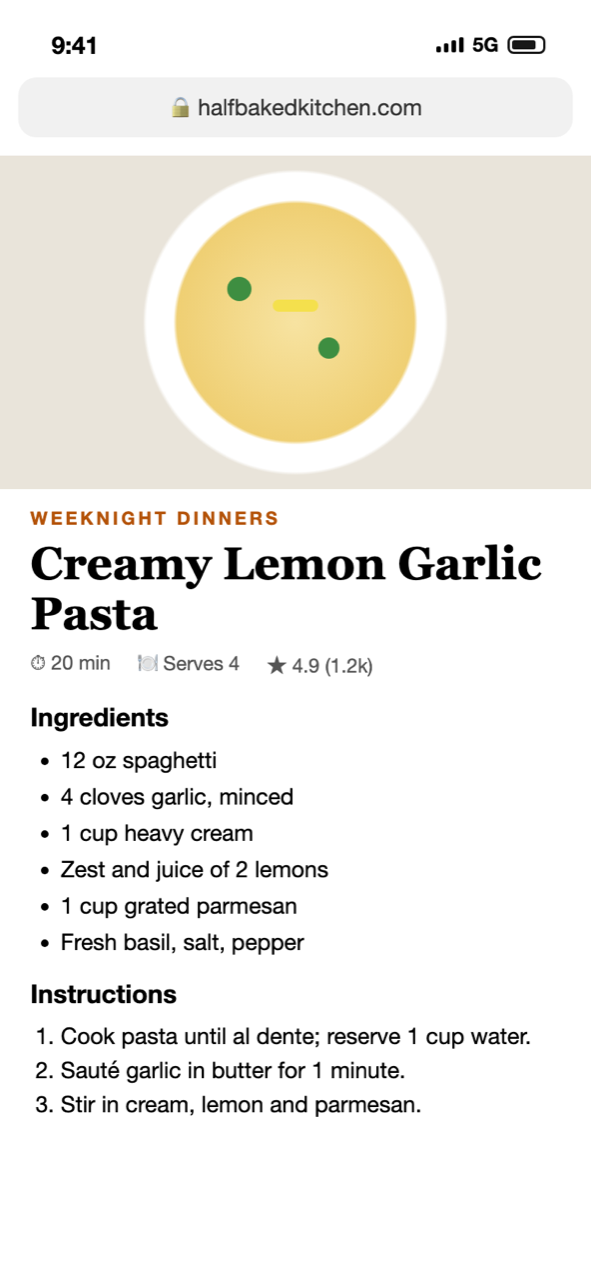 9:41 5G
halfbakedkitchen.com
WEEKNIGHT DINNERS
Creamy Lemon Garlic
Pasta
20 min Serves 4 ★ 4.9 (1.2k)
Ingredients
• 12 oz spaghetti
• 4 cloves garlic, minced
• 1 cup heavy cream
• Zest and juice of 2 lemons
• 1 cup grated parmesan
• Fresh basil, salt, pepper
Instructions
1. Cook pasta until al dente; reserve 1 cup water.
2. Sauté garlic in butter for 1 minute.
3. Stir in cream, lemon and parmesan.